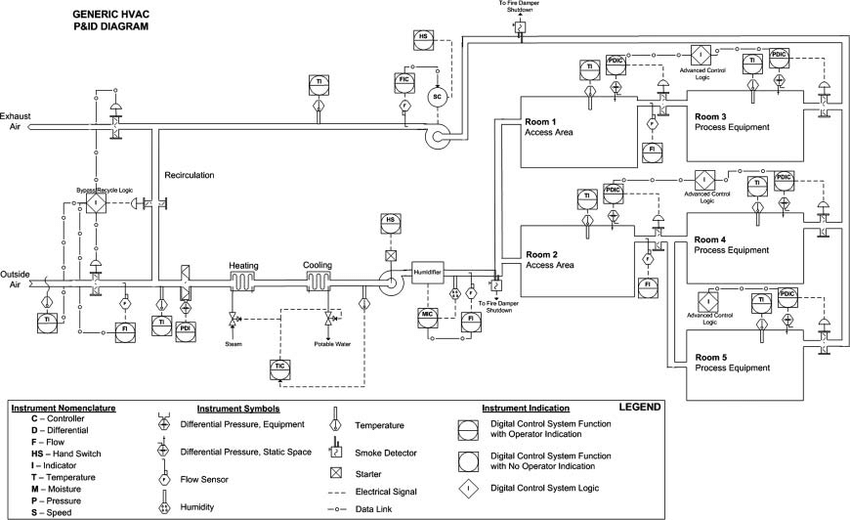 GENERIC HVAC
P&ID DIAGRAM
To Fire Damper
Shutdown
HS
TI
FIC
F
SC
Exhaust
Air
Recirculation
Bypass/Recycle Logic
I
Outside
Air
TI
F
FI
TI
PDI
Heating
Cooling
Steam
Potable Water
TIC
HS
Humidifier
MIC
F
FI
To Fire Damper
Shutdown
Room 1
Access Area
TI
PDIC
I
Advanced Control
Logic
F
FI
TI
PDIC
Room 3
Process Equipment
Room 2
Access Area
TI
PDIC
I
Advanced Control
Logic
F
FI
TI
PDIC
Room 4
Process Equipment
I
Advanced Control
Logic
TI
PDIC
Room 5
Process Equipment
LEGEND
Instrument Nomenclature
C – Controller
D – Differential
F – Flow
HS – Hand Switch
I – Indicator
T – Temperature
M – Moisture
P – Pressure
S – Speed
Instrument Symbols
Differential Pressure, Equipment
Differential Pressure, Static Space
F
Flow Sensor
Humidity
Temperature
Smoke Detector
Starter
Electrical Signal
Data Link
Instrument Indication
Digital Control System Function
with Operator Indication
Digital Control System Function
with No Operator Indication
I
Digital Control System Logic